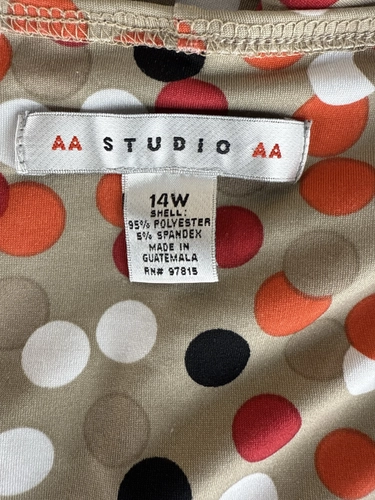 AA STUDIO AA
14W
SHELL:
95% POLYESTER
5% SPANDEX
MADE IN
GUATEMALA
RN# 97815